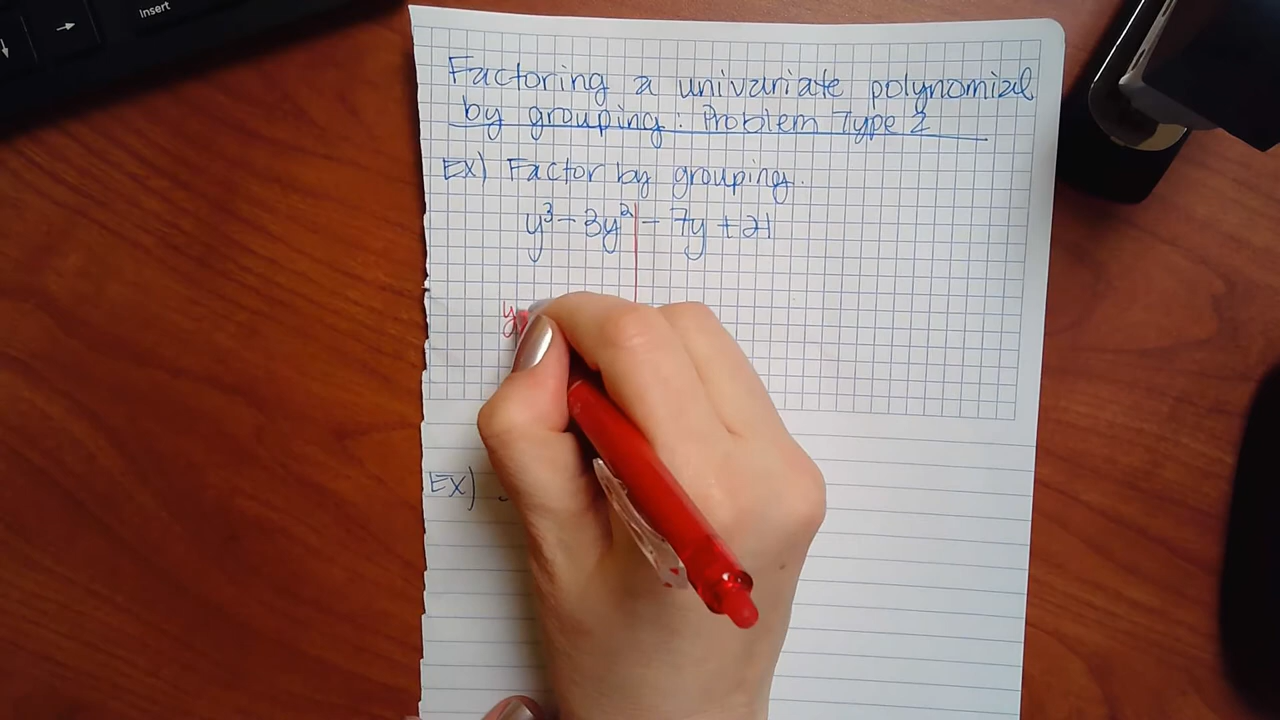 Insert
Factoring a univariate polynomial
by grouping: Problem Type 2
EX) Factor by grouping.
y³ - 3y² - 7y + 21
y
EX)